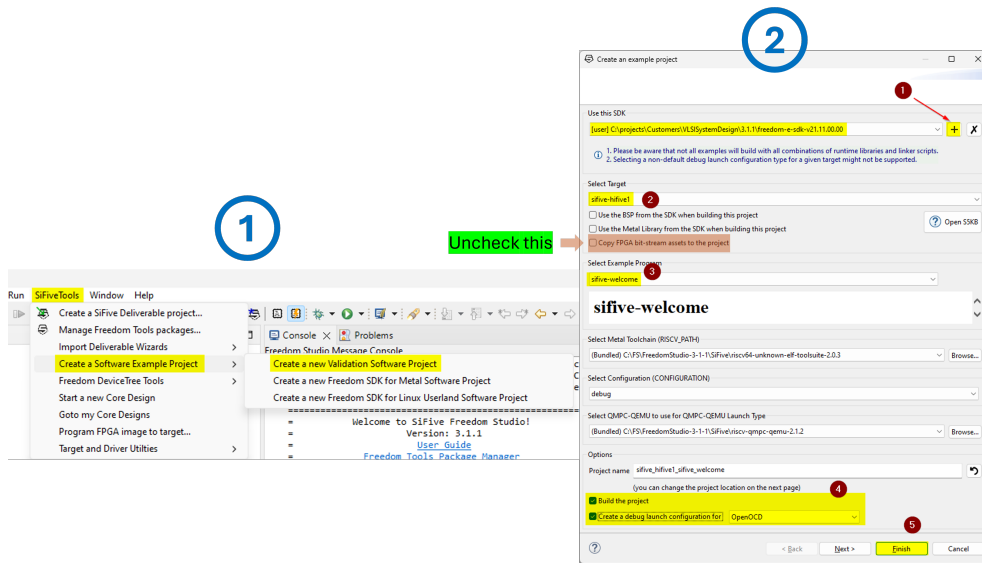 1
Uncheck this
Run SiFiveTools Window Help
Create a SiFive Deliverable project...
Manage Freedom Tools packages...
Import Deliverable Wizards >
Create a Software Example Project >
Freedom DeviceTree Tools >
Start a new Core Design
Goto my Core Designs
Program FPGA image to target...
Target and Driver Utilties >
Console Problems
Freedom Studio Message Console
Create a new Validation Software Project
Create a new Freedom SDK for Metal Software Project
Create a new Freedom SDK for Linux Userland Software Project
= Welcome to SiFive Freedom Studio!
= Version: 3.1.1
= User Guide
= Freedom Tools Package Manager
2
Create an example project
1
Use this SDK
[user] C:\projects\Customers\VLSISystemDesign\3.1.1\freedom-e-sdk-v21.11.00.00
1. Please be aware that not all examples will build with all combinations of runtime libraries and linker scripts.
2. Selecting a non-default debug launch configuration type for a given target might not be supported.
Select Target
sifive-hifive1 2
Use the BSP from the SDK when building this project
Use the Metal Library from the SDK when building this project
Open S5KB
Copy FPGA bit-stream assets to the project
Select Example Program
3
sifive-welcome
sifive-welcome
Select Metal Toolchain (RISCV_PATH)
(Bundled) C:\FS\FreedomStudio-3-1-1\SiFive\riscv64-unknown-elf-toolsuite-2.0.3 Browse...
Select Configuration (CONFIGURATION)
debug
Select QMPC-QEMU to use for QMPC-QEMU Launch Type
(Bundled) C:\FS\FreedomStudio-3-1-1\SiFive\riscv-qmpc-qemu-2.1.2 Browse...
Options
Project name sifive_hifive1_sifive_welcome
(you can change the project location on the next page)
4
Build the project
Create a debug launch configuration for OpenOCD
5
< Back Next > Finish Cancel